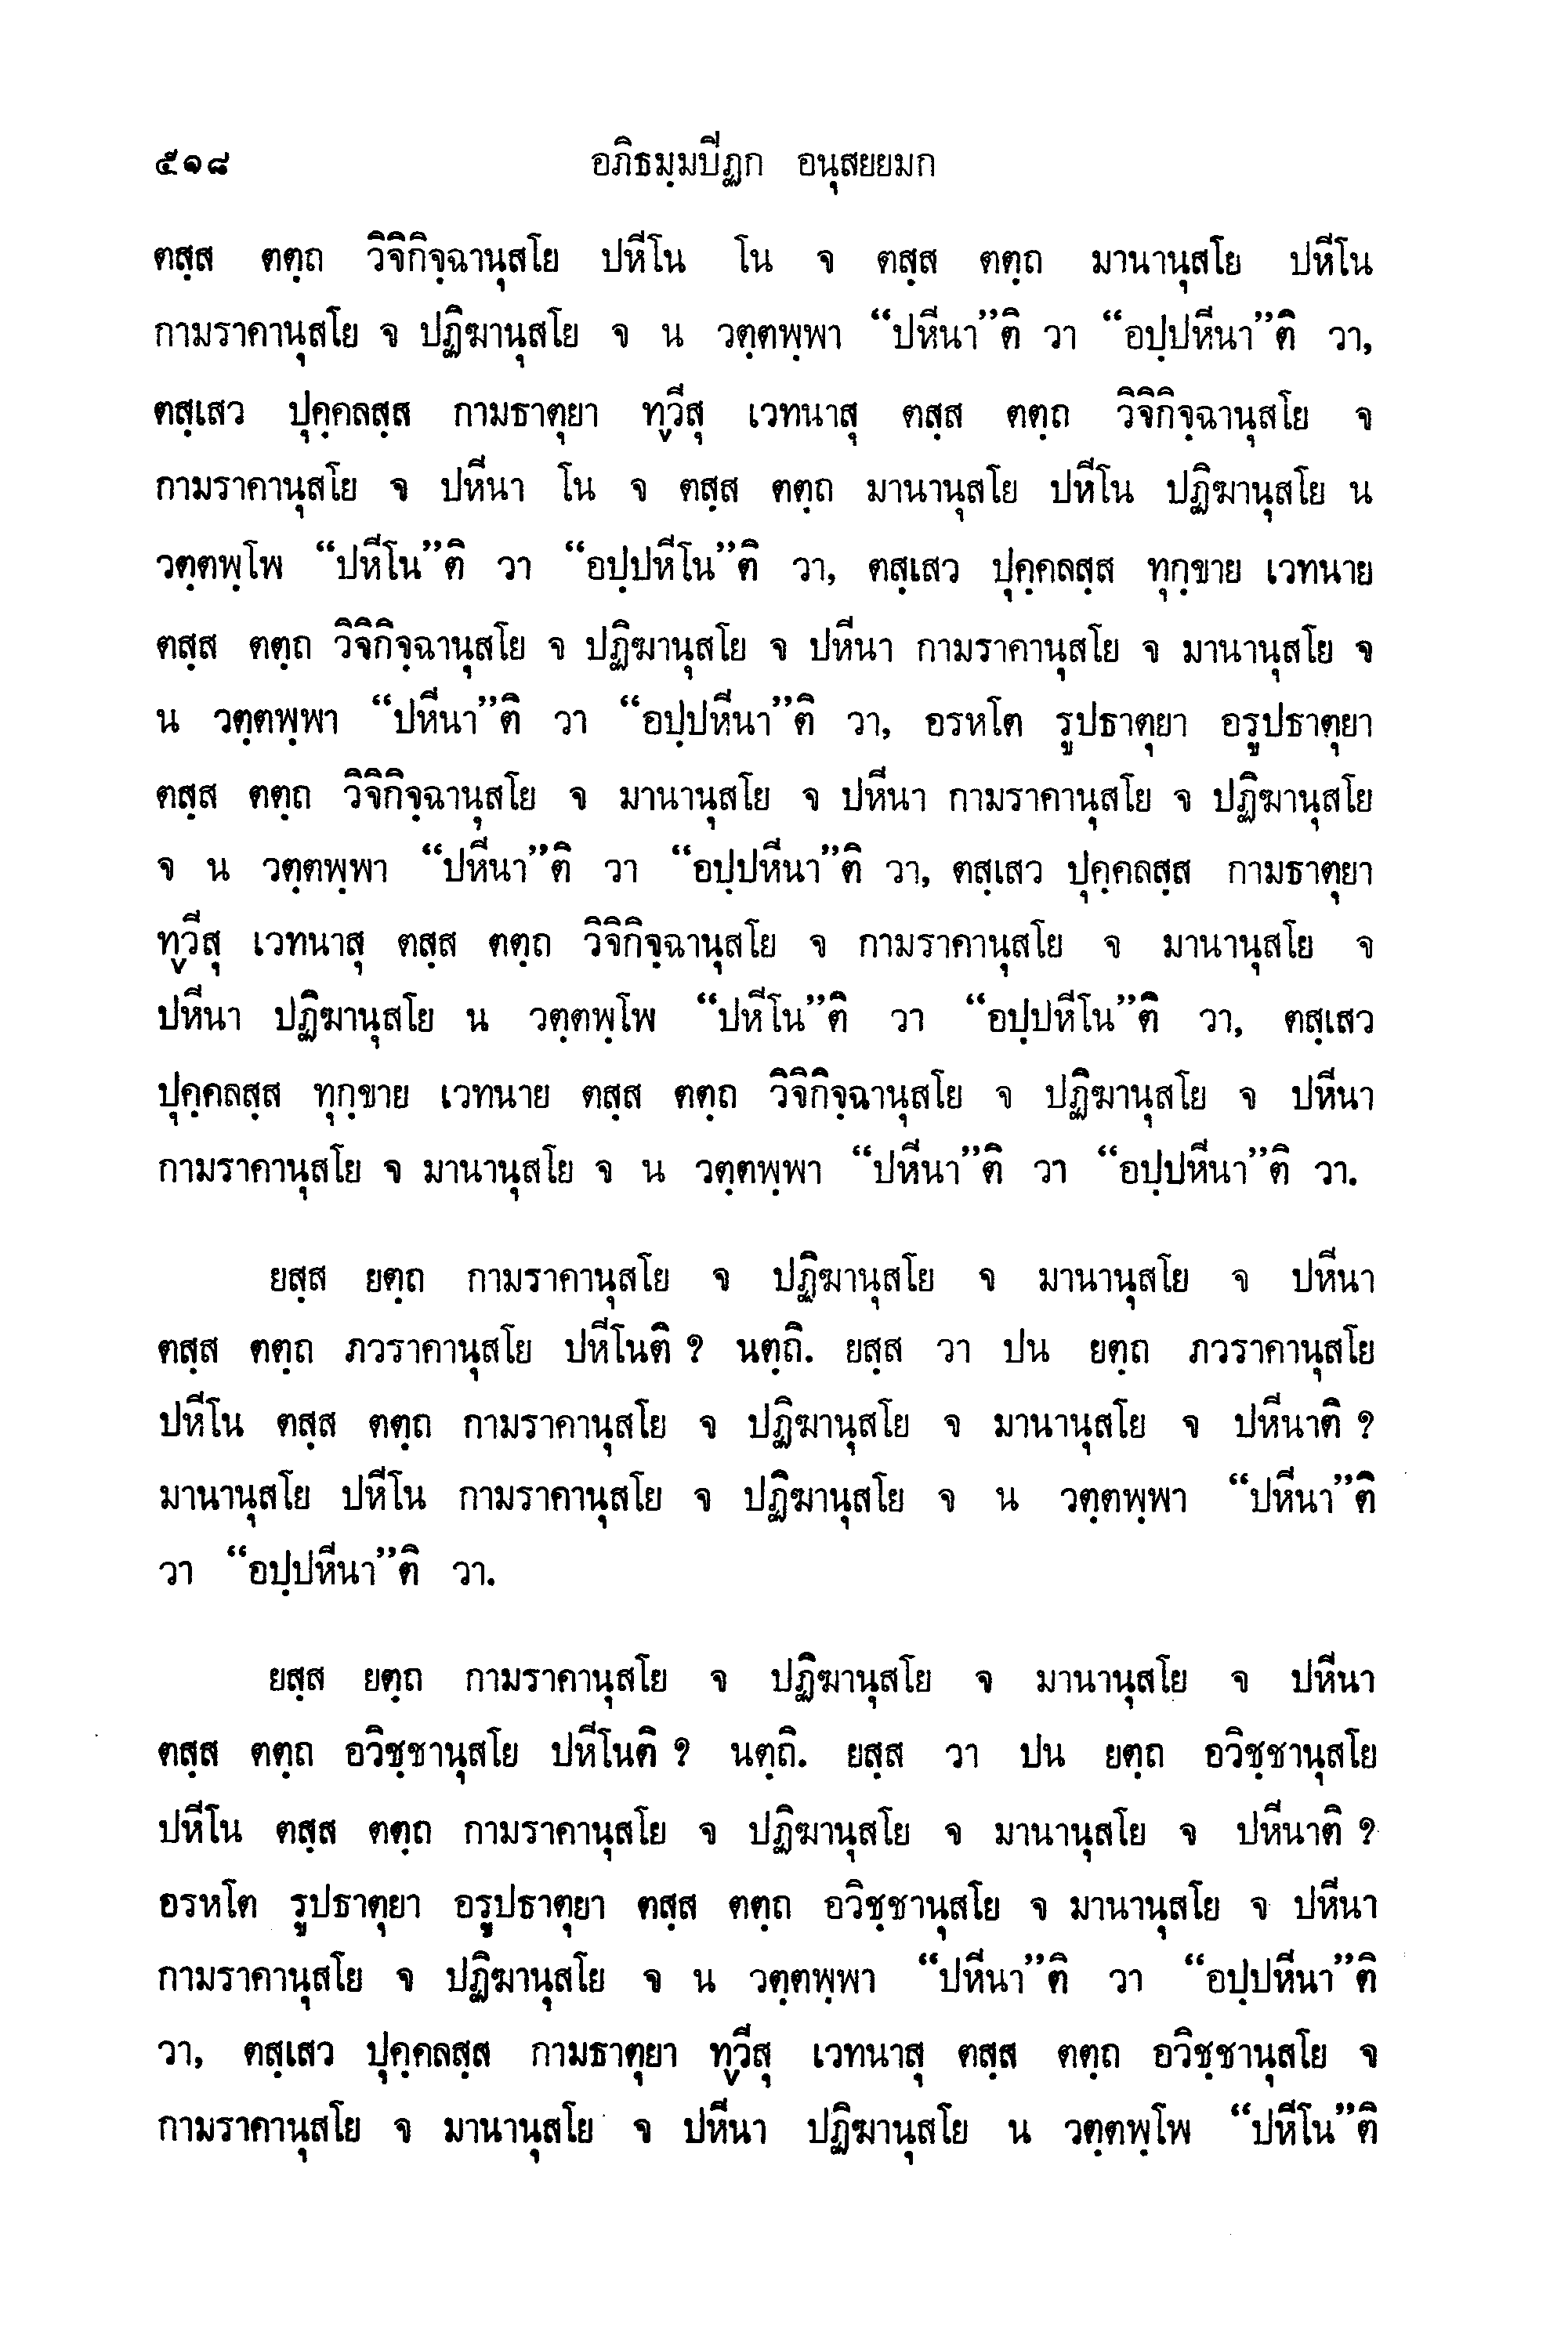 ๕๑๘ อภิธมฺมปีฏก อนุสยยมก
ตสฺส ตตฺถ วิจิกิจฺฉานุสโย ปหีโน โน จ ตสฺส ตตฺถ มานานุสโย ปหีโน
กามราคานุสโย จ ปฏิฆานุสโย จ น วตฺตพฺพา “ปหีนา”ติ วา “อปฺปหีนา”ติ วา,
ตสฺเสว ปุคฺคลสฺส กามธาตุยา ทฺวีสุ เวทนาสุ ตสฺส ตตฺถ วิจิกิจฺฉานุสโย จ
กามราคานุสโย จ ปหีนา โน จ ตสฺส ตตฺถ มานานุสโย ปหีโน ปฏิฆานุสโย น
วตฺตพฺโพ “ปหีโน”ติ วา “อปฺปหีโน”ติ วา, ตสฺเสว ปุคฺคลสฺส ทุกฺขาย เวทนาย
ตสฺส ตตฺถ วิจิกิจฺฉานุสโย จ ปฏิฆานุสโย จ ปหีนา กามราคานุสโย จ มานานุสโย จ
น วตฺตพฺพา “ปหีนา”ติ วา “อปฺปหีนา”ติ วา, อรหโต รูปธาตุยา อรูปธาตุยา
ตสฺส ตตฺถ วิจิกิจฺฉานุสโย จ มานานุสโย จ ปหีนา กามราคานุสโย จ ปฏิฆานุสโย
จ น วตฺตพฺพา “ปหีนา”ติ วา “อปฺปหีนา”ติ วา, ตสฺเสว ปุคฺคลสฺส กามธาตุยา
ทฺวีสุ เวทนาสุ ตสฺส ตตฺถ วิจิกิจฺฉานุสโย จ กามราคานุสโย จ มานานุสโย จ
ปหีนา ปฏิฆานุสโย น วตฺตพฺโพ “ปหีโน”ติ วา “อปฺปหีโน”ติ วา, ตสฺเสว
ปุคฺคลสฺส ทุกฺขาย เวทนาย ตสฺส ตตฺถ วิจิกิจฺฉานุสโย จ ปฏิฆานุสโย จ ปหีนา
กามราคานุสโย จ มานานุสโย จ น วตฺตพฺพา “ปหีนา”ติ วา “อปฺปหีนา”ติ วา.
ยสฺส ยตฺถ กามราคานุสโย จ ปฏิฆานุสโย จ มานานุสโย จ ปหีนา
ตสฺส ตตฺถ ภวราคานุสโย ปหีโนติ ? นตฺถิ. ยสฺส วา ปน ยตฺถ ภวราคานุสโย
ปหีโน ตสฺส ตตฺถ กามราคานุสโย จ ปฏิฆานุสโย จ มานานุสโย จ ปหีนาติ ?
มานานุสโย ปหีโน กามราคานุสโย จ ปฏิฆานุสโย จ น วตฺตพฺพา “ปหีนา”ติ
วา “อปฺปหีนา”ติ วา.
ยสฺส ยตฺถ กามราคานุสโย จ ปฏิฆานุสโย จ มานานุสโย จ ปหีนา
ตสฺส ตตฺถ อวิชฺชานุสโย ปหีโนติ ? นตฺถิ. ยสฺส วา ปน ยตฺถ อวิชฺชานุสโย
ปหีโน ตสฺส ตตฺถ กามราคานุสโย จ ปฏิฆานุสโย จ มานานุสโย จ ปหีนาติ ?
อรหโต รูปธาตุยา อรูปธาตุยา ตสฺส ตตฺถ อวิชฺชานุสโย จ มานานุสโย จ ปหีนา
กามราคานุสโย จ ปฏิฆานุสโย จ น วตฺตพฺพา “ปหีนา”ติ วา “อปฺปหีนา”ติ
วา, ตสฺเสว ปุคฺคลสฺส กามธาตุยา ทฺวีสุ เวทนาสุ ตสฺส ตตฺถ อวิชฺชานุสโย จ
กามราคานุสโย จ มานานุสโย จ ปหีนา ปฏิฆานุสโย น วตฺตพฺโพ “ปหีโน”ติ